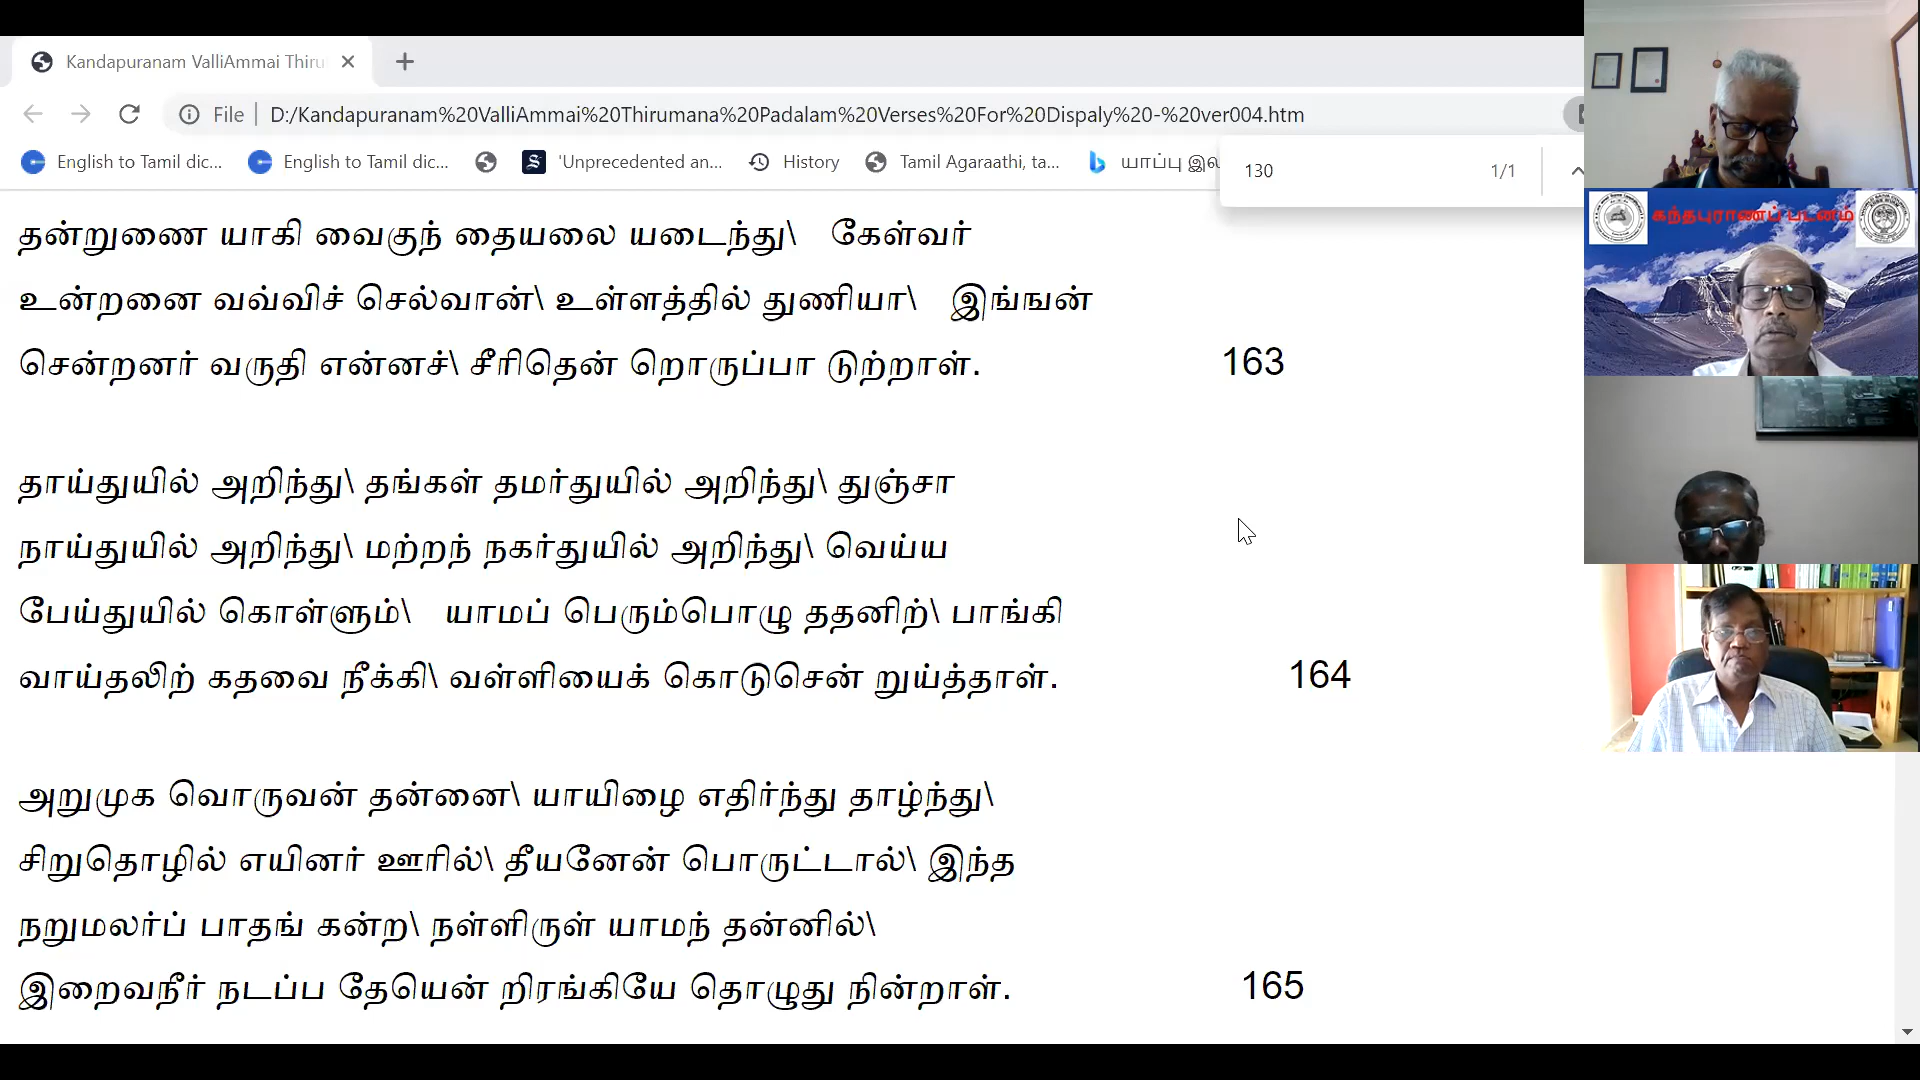 Kandapuranam ValliAmmai Thiru
File
D:/Kandapuranam%20ValliAmmai%20Thirumana%20Padalam%20Verses%20For%20Dispaly%20-%20ver004.htm
English to Tamil dic... English to Tamil dic... 'Unprecedented an... History Tamil Agaraathi, ta... யாப்பு
130 1/1
கந்தபுராணப் படனம்
தன்றுணை யாகி வைகுந் தையலை யடைந்து\ கேள்வர்
உன்றனை வவ்விச் செல்வான்\ உள்ளத்தில் துணியா\ இங்ஙன்
சென்றனர் வருதி என்னச்\ சீரிதென் றொருப்பா டுற்றாள். 163
தாய்துயில் அறிந்து\ தங்கள் தமர்துயில் அறிந்து\ துஞ்சா
நாய்துயில் அறிந்து\ மற்றந் நகர்துயில் அறிந்து\ வெய்ய
பேய்துயில் கொள்ளும்\ யாமப் பெரும்பொழு ததனிற்\ பாங்கி
வாய்தலிற் கதவை நீக்கி\ வள்ளியைக் கொடுசென் றுய்த்தாள். 164
அறுமுக வொருவன் தன்னை\ யாயிழை எதிர்ந்து தாழ்ந்து\
சிறுதொழில் எயினர் ஊரில்\ தீயனேன் பொருட்டால்\ இந்த
நறுமலர்ப் பாதங் கன்ற\ நள்ளிருள் யாமந் தன்னில்\
இறைவநீர் நடப்ப தேயென் றிரங்கியே தொழுது நின்றாள். 165